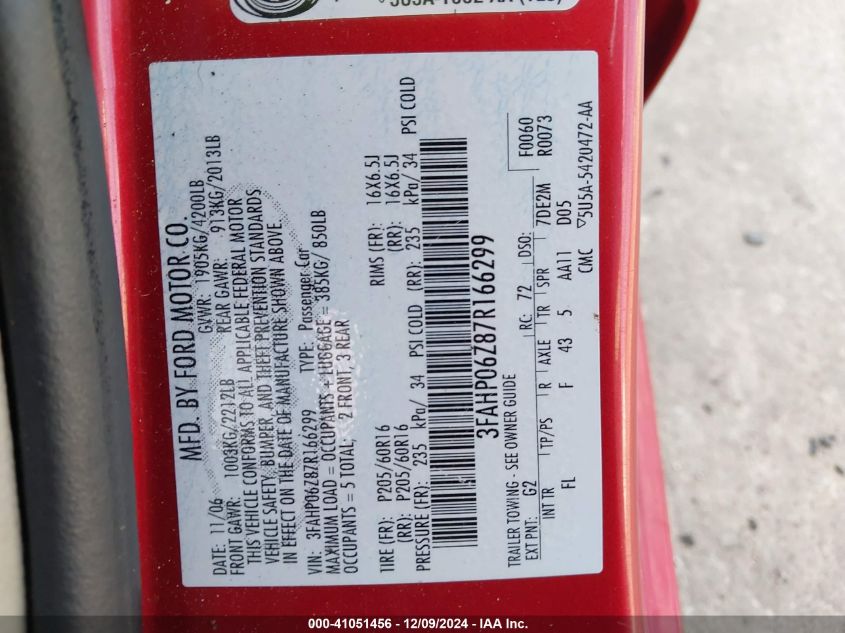 5U5A-1532
MFD. BY FORD MOTOR CO.
DATE: 11/06 GVWR: 1905KG/4200LB
FRONT GAWR: 1003KG/2212LB REAR GAWR: 913KG/2013LB
THIS VEHICLE CONFORMS TO ALL APPLICABLE FEDERAL MOTOR
VEHICLE SAFETY, BUMPER, AND THEFT PREVENTION STANDARDS
IN EFFECT ON THE DATE OF MANUFACTURE SHOWN ABOVE.
VIN: 3FAHP06Z87R166299 TYPE: Passenger Car
MAXIMUM LOAD = OCCUPANTS + LUGGAGE = 385KG/ 850LB
OCCUPANTS = 5 TOTAL; 2 FRONT, 3 REAR
TIRE (FR): P205/60R16 RIMS (FR): 16X6.5J
(RR): P205/60R16 (RR): 16X6.5J
PRESSURE (FR): 235 kPa/ 34 PSI COLD (RR): 235 kPa/ 34 PSI COLD
3FAHP06Z87R166299
TRAILER TOWING - SEE OWNER GUIDE F0060
EXT PNT: G2 RC: 72 DSO: R0073
INT TR TP/PS R AXLE TR SPR 7DE2M
FL F 43 5 AA11 D05
CMC ▽5U5A-5420472-AA
000-41051456 - 12/09/2024 - IAA Inc.